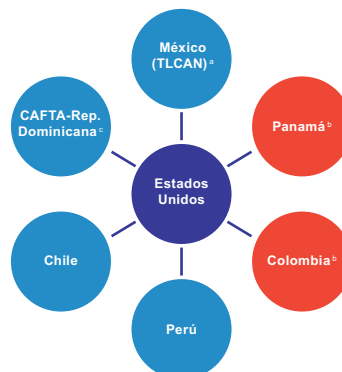 México
(TLCAN) a
CAFTA-Rep.
Dominicana c
Panamá b
Estados
Unidos
Chile
Colombia b
Perú